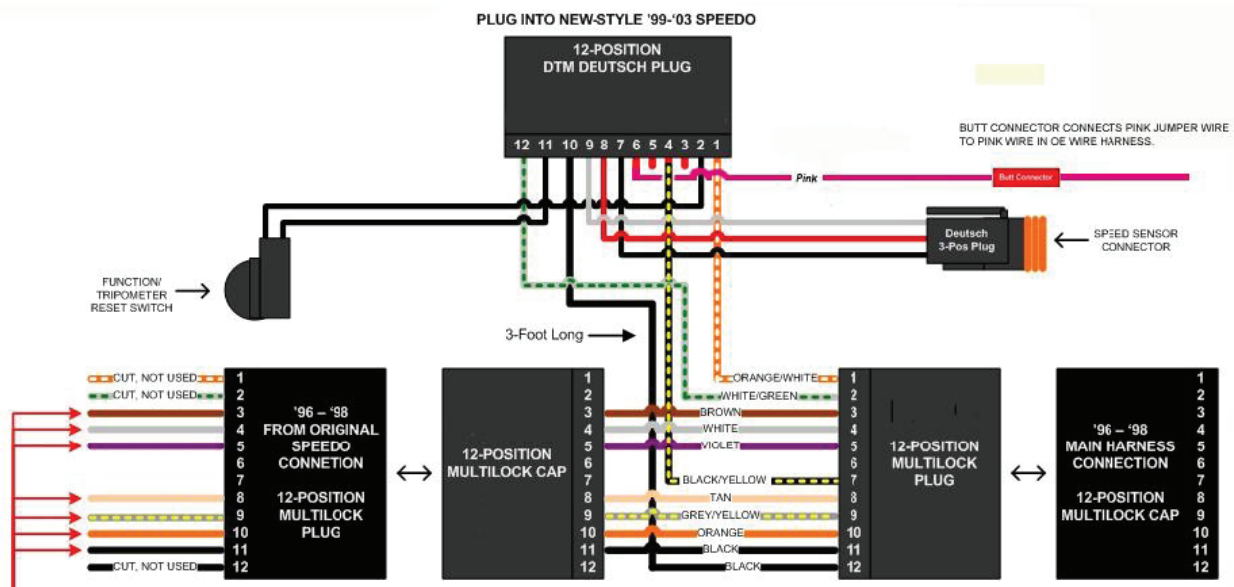 PLUG INTO NEW-STYLE '99-'03 SPEEDO
12-POSITION
DTM DEUTSCH PLUG
12 11 10 9 8 7 6 5 4 3 2 1
BUTT CONNECTOR CONNECTS PINK JUMPER WIRE
TO PINK WIRE IN OE WIRE HARNESS.
Pink
Butt Connector
Deutsch
3-Pos Plug
SPEED SENSOR
CONNECTOR
FUNCTION/
TRIPOMETER
RESET SWITCH
3-Foot Long
CUT, NOT USED
CUT, NOT USED
CUT, NOT USED
1
2
3
4
5
6
7
8
9
10
11
12
'96 – '98
FROM ORIGINAL
SPEEDO
CONNETION
12-POSITION
MULTILOCK
PLUG
12-POSITION
MULTILOCK CAP
1
2
3
4
5
6
7
8
9
10
11
12
ORANGE/WHITE
WHITE/GREEN
BROWN
WHITE
VIOLET
BLACK/YELLOW
TAN
GREY/YELLOW
ORANGE
BLACK
BLACK
1
2
3
4
5
6
7
8
9
10
11
12
12-POSITION
MULTILOCK
PLUG
'96 – '98
MAIN HARNESS
CONNECTION
12-POSITION
MULTILOCK CAP
1
2
3
4
5
6
7
8
9
10
11
12